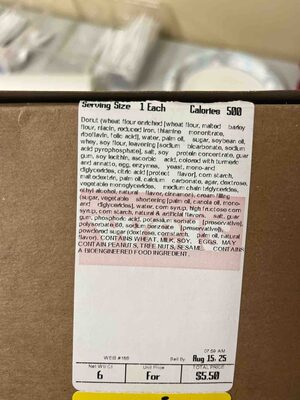 Serving Size 1 Each Calories 500
Donut (wheat flour enriched [wheat flour, malted barley
flour, niacin, reduced iron, thiamine mononitrate,
riboflavin, folic acid], water, palm oil, sugar, soybean oil,
whey, soy flour, leavening [sodium bicarbonate, sodium
acid pyrophosphate], salt, soy protein concentrate, guar
gum, soy lecithin, ascorbic acid, colored with turmeric
and annatto, egg, enzymes, yeast, mono-and
diglycerides, citric acid [protect flavor], corn starch,
maltodextrin, palm oil, calcium carbonate, agar, dextrose,
vegetable monoglycerides, medium chain triglycerides,
ethyl alcohol, natural flavor, cinnamon), cream filling
(sugar, vegetable shortening [palm oil, canola oil, mono-
and diglycerides], water, corn syrup, high fructose corn
syrup, corn starch, natural & artificial flavors, salt, guar
gum, phosphoric acid, potassium sorbate [preservative],
polysorbate 60, sodium benzoate [preservative]),
powdered sugar (dextrose, cornstarch, palm oil, natural
flavor). CONTAINS WHEAT, MILK, SOY, EGGS. MAY
CONTAIN PEANUTS, TREE NUTS, SESAME. CONTAINS
A BIOENGINEERED FOOD INGREDIENT.
07:59 AM
WEB #165 Sell By Aug 15, 25
Net Wt/Ct Unit Price TOTAL PRICE
6 For $5.50